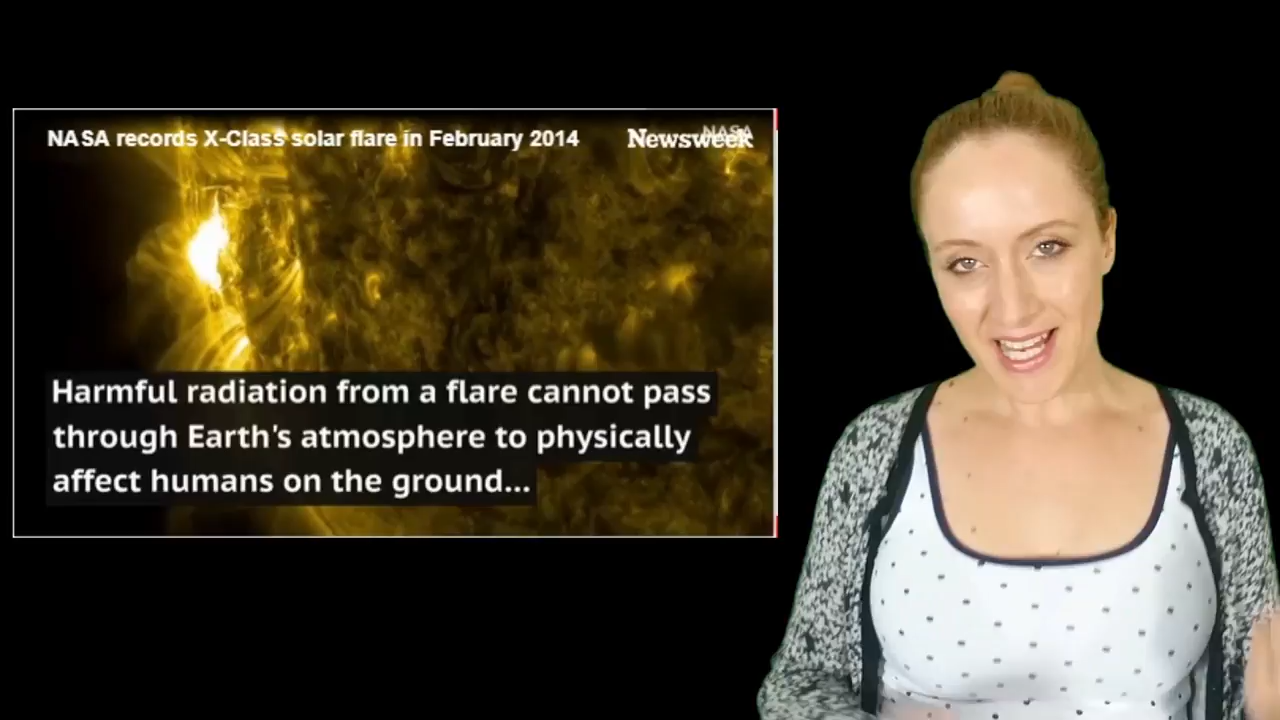 NASA records X-Class solar flare in February 2014
NASA
Newsweek
Harmful radiation from a flare cannot pass
through Earth's atmosphere to physically
affect humans on the ground...